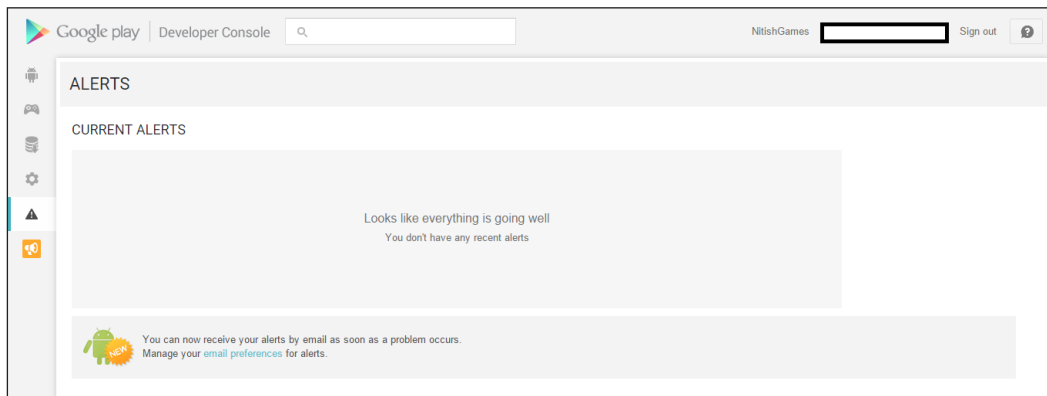 Google play Developer Console NitishGames Sign out
ALERTS
CURRENT ALERTS
Looks like everything is going well
You don't have any recent alerts
NEW
You can now receive your alerts by email as soon as a problem occurs.
Manage your email preferences for alerts.